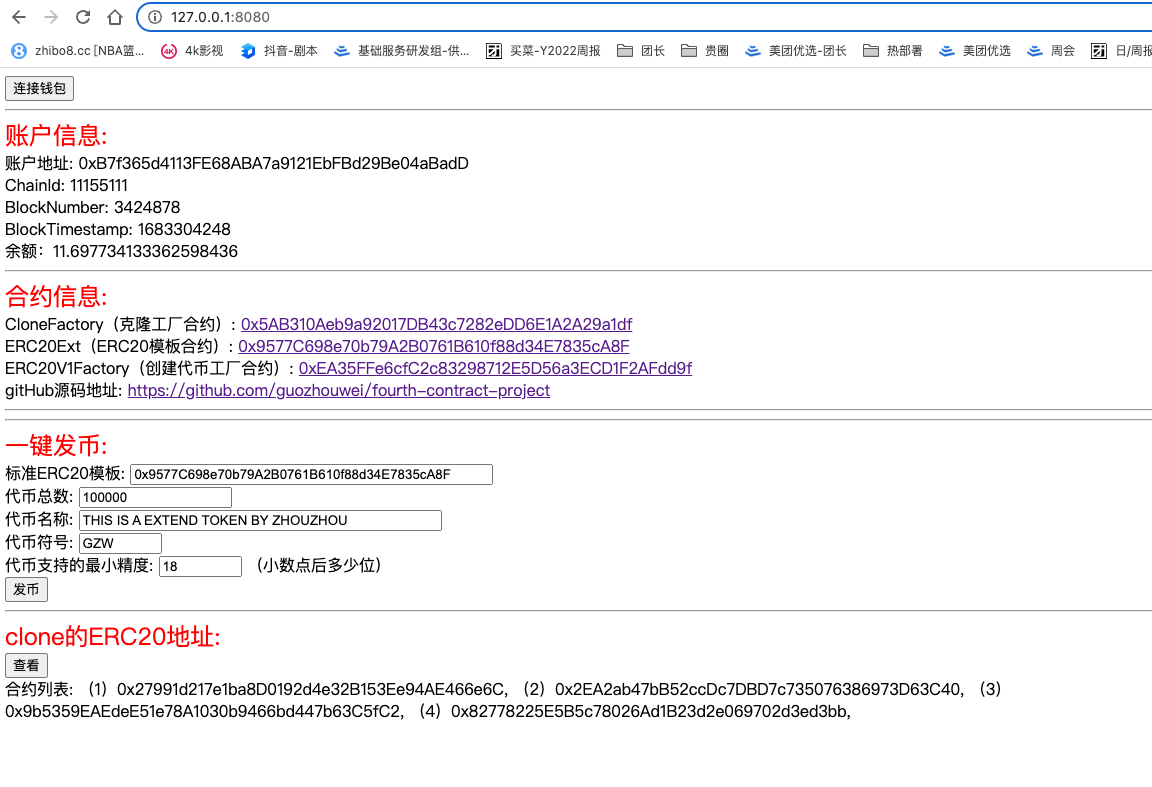 127.0.0.1:8080
zhibo8.cc [NBA篮... 4K 4k影视 抖音-剧本 基础服务研发组-供... 买菜-Y2022周报 团长 贵圈 美团优选-团长 热部署 美团优选 周会 日/周报
连接钱包
账户信息:
账户地址: 0xB7f365d4113FE68ABA7a9121EbFBd29Be04aBadD
ChainId: 11155111
BlockNumber: 3424878
BlockTimestamp: 1683304248
余额：11.697734133362598436
合约信息:
CloneFactory（克隆工厂合约）: 0x5AB310Aeb9a92017DB43c7282eDD6E1A2A29a1df
ERC20Ext（ERC20模板合约）: 0x9577C698e70b79A2B0761B610f88d34E7835cA8F
ERC20V1Factory（创建代币工厂合约）: 0xEA35FFe6cfC2c83298712E5D56a3ECD1F2AFdd9f
gitHub源码地址: https://github.com/guozhouwei/fourth-contract-project
一键发币:
标准ERC20模板: 0x9577C698e70b79A2B0761B610f88d34E7835cA8F
代币总数: 100000
代币名称: THIS IS A EXTEND TOKEN BY ZHOUZHOU
代币符号: GZW
代币支持的最小精度: 18 （小数点后多少位）
发币
clone的ERC20地址:
查看
合约列表: （1）0x27991d217e1ba8D0192d4e32B153Ee94AE466e6C, （2）0x2EA2ab47bB52ccDc7DBD7c735076386973D63C40, （3）
0x9b5359EAEdeE51e78A1030b9466bd447b63C5fC2, （4）0x82778225E5B5c78026Ad1B23d2e069702d3ed3bb,